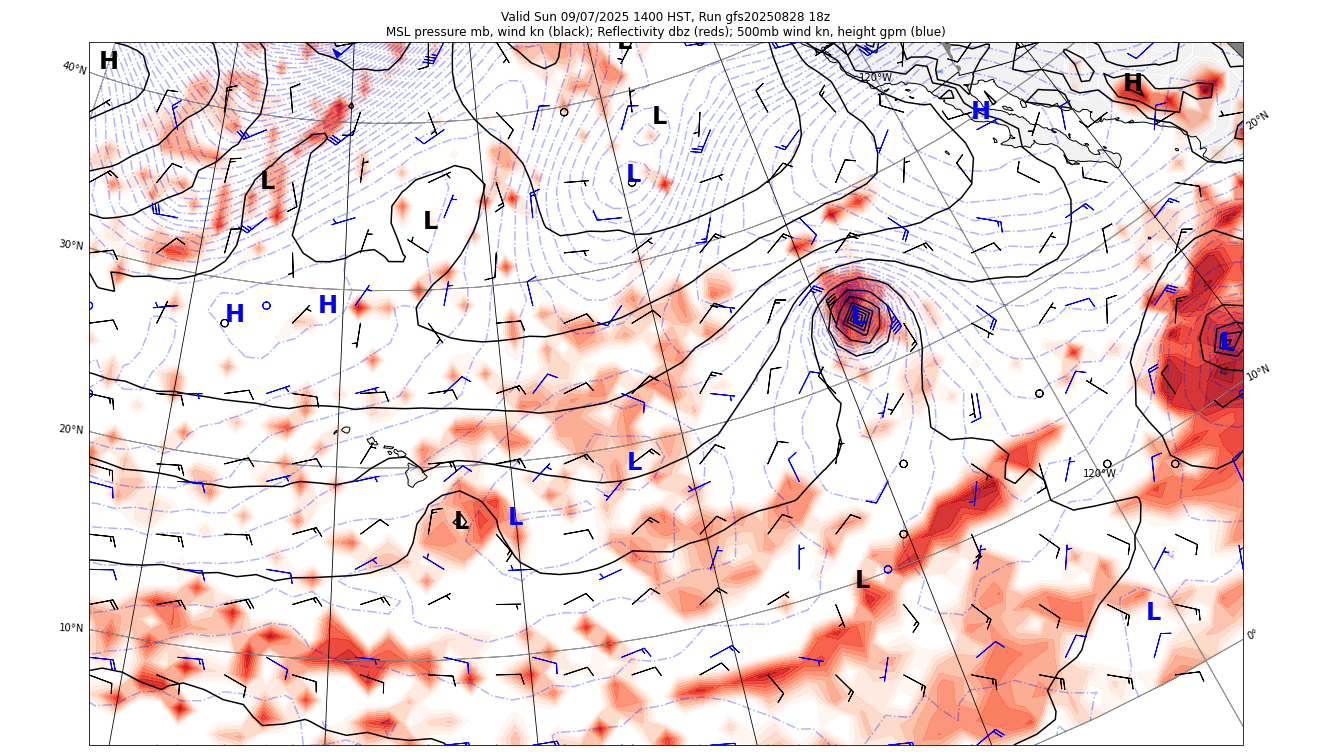 Valid Sun 09/07/2025 1400 HST, Run gfs20250828 18z
MSL pressure mb, wind kn (black); Reflectivity dbz (reds); 500mb wind kn, height gpm (blue)
L
H
40°N
120°W
H
H
L
20°N
L
L
L
30°N
H
H
L
L
10°N
20°N
L
120°W
L
L
L
L
10°N
0°